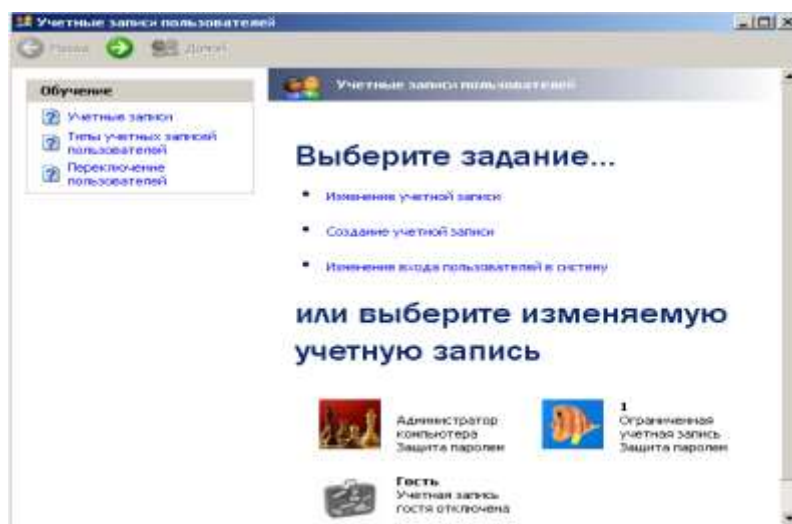 Учетные записи пользователей
Назад
Домой
Обучение
Учетные записи
Типы учетных записей
пользователей
Переключение
пользователей
Учетные записи пользователей
Выберите задание...
Изменение учетной записи
Создание учетной записи
Изменение входа пользователей в систему
или выберите изменяемую
учетную запись
Администратор
компьютера
Защита паролем
1
Ограниченная
учетная запись
Защита паролем
Гость
Учетная запись
гостя отключена